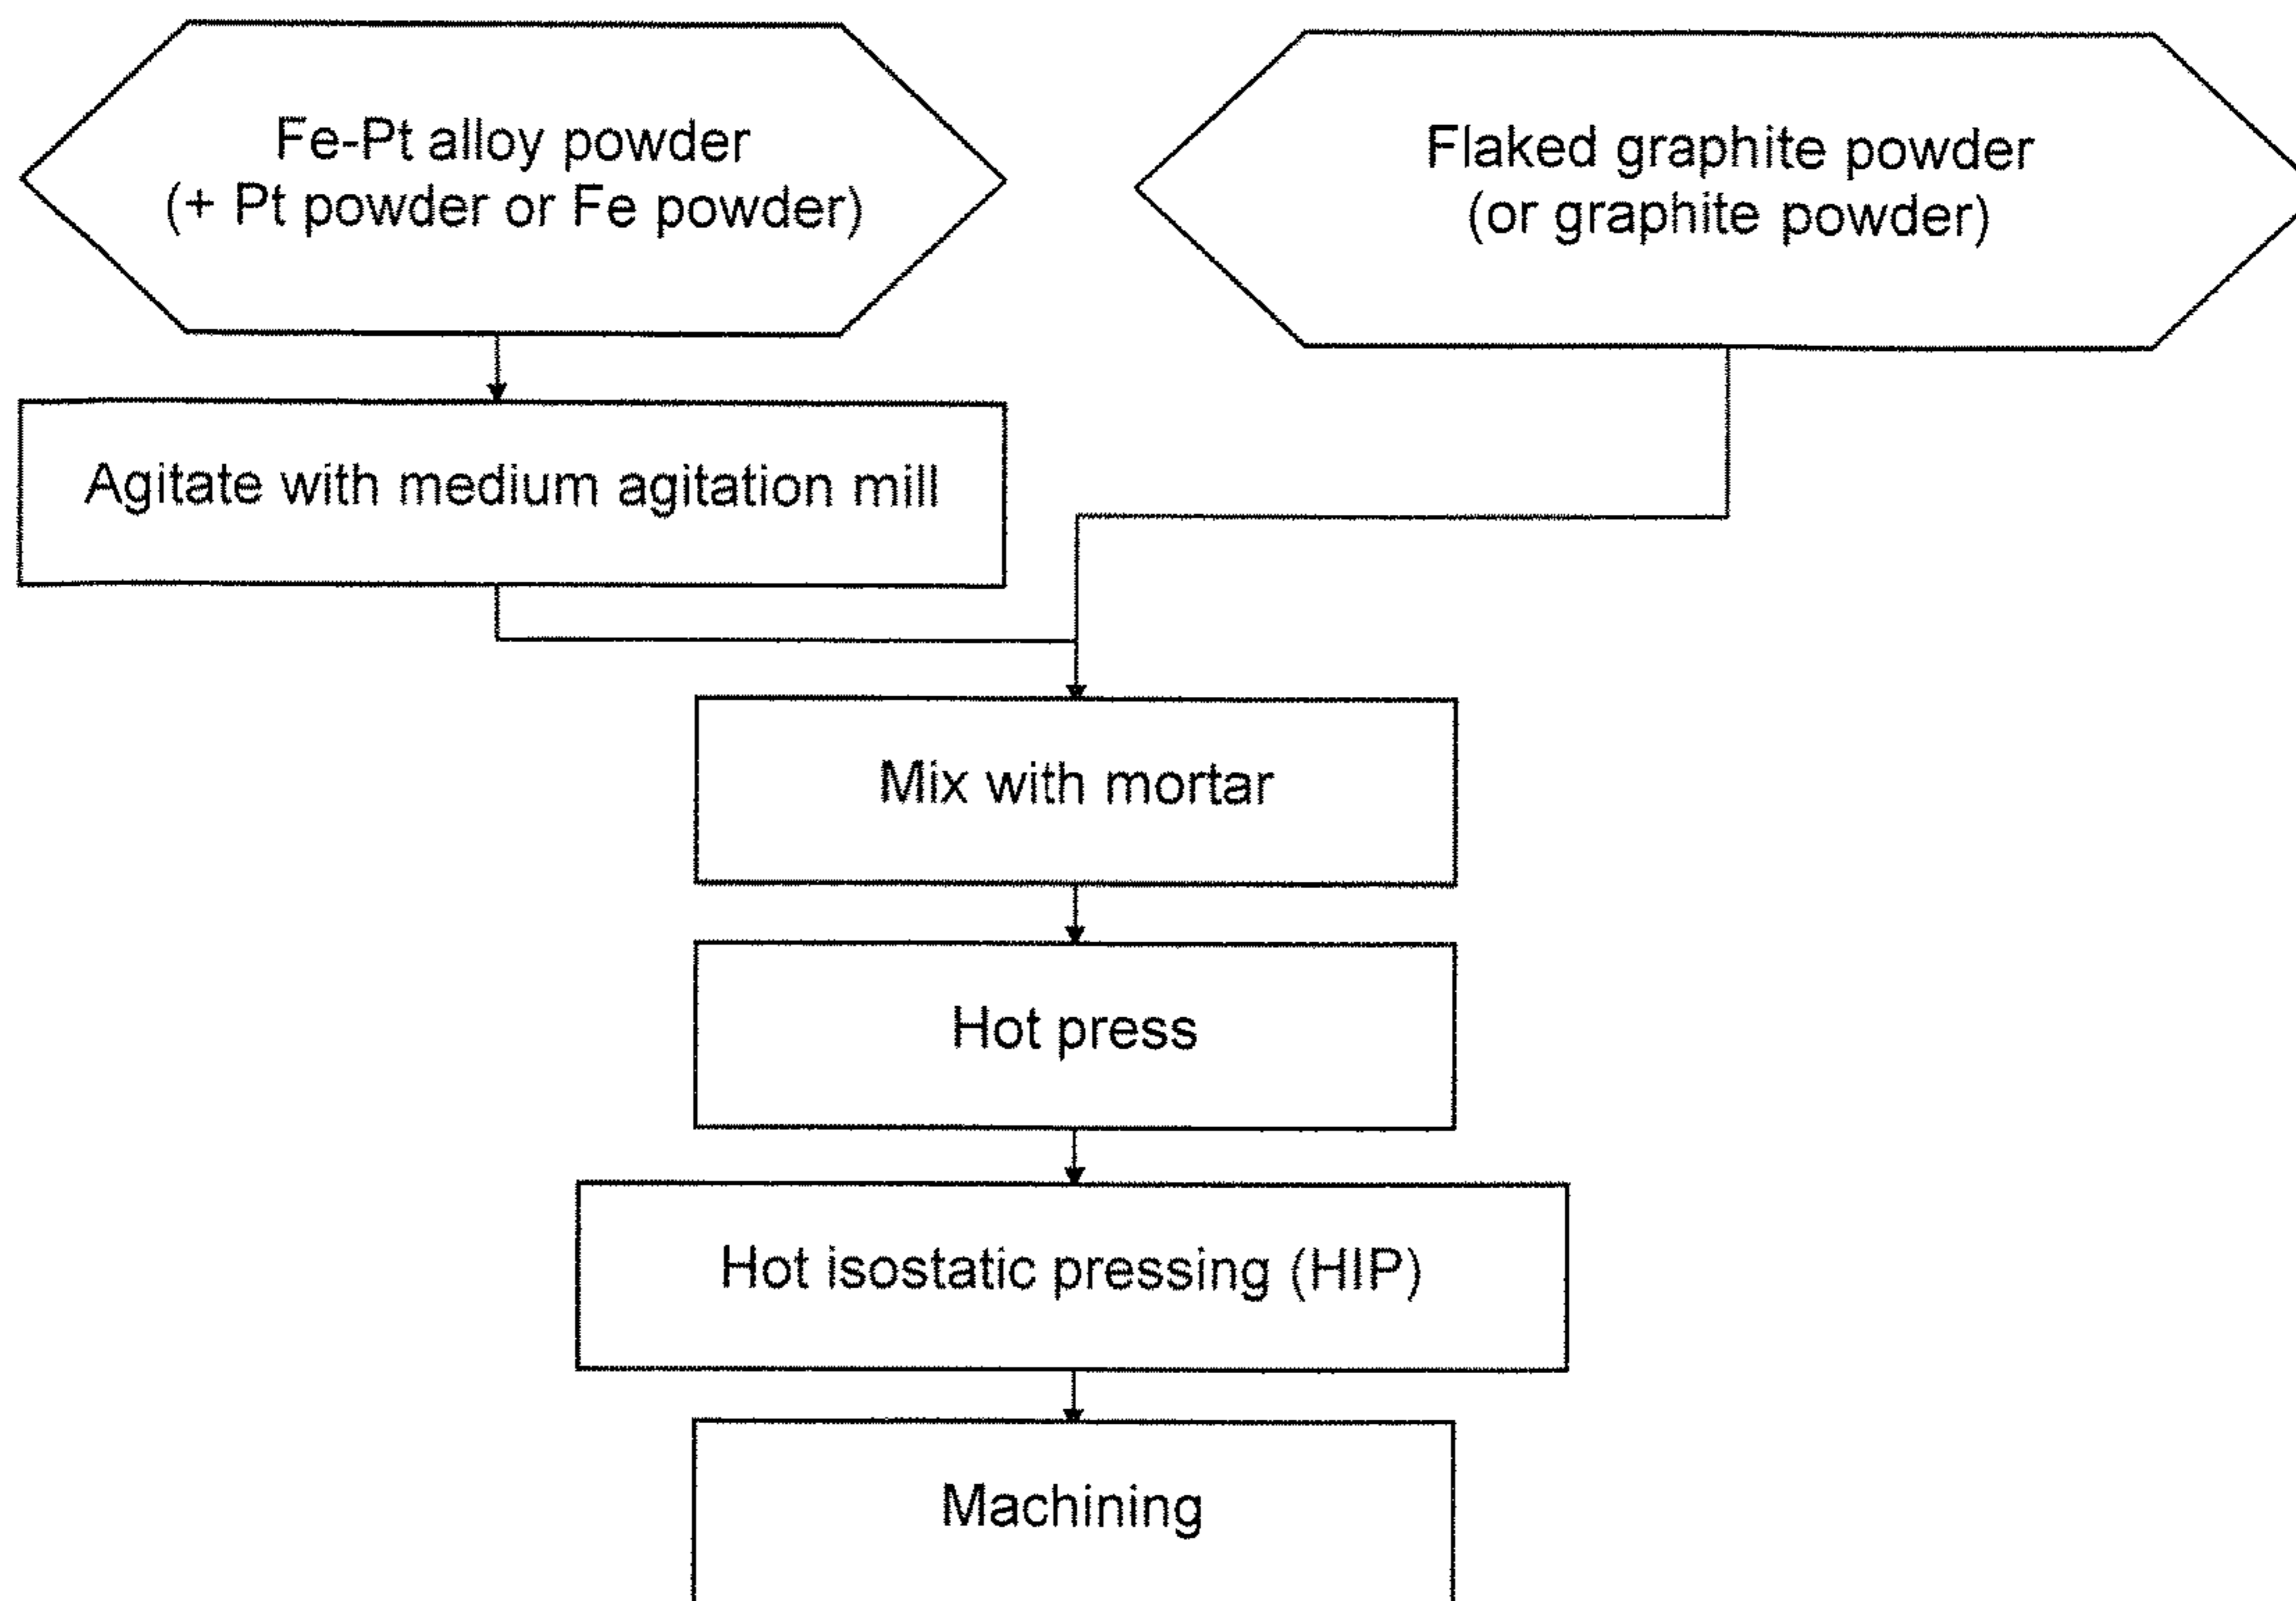 Fe-Pt alloy powder
(+ Pt powder or Fe powder)
Flaked graphite powder
(or graphite powder)
Agitate with medium agitation mill
Mix with mortar
Hot press
Hot isostatic pressing (HIP)
Machining